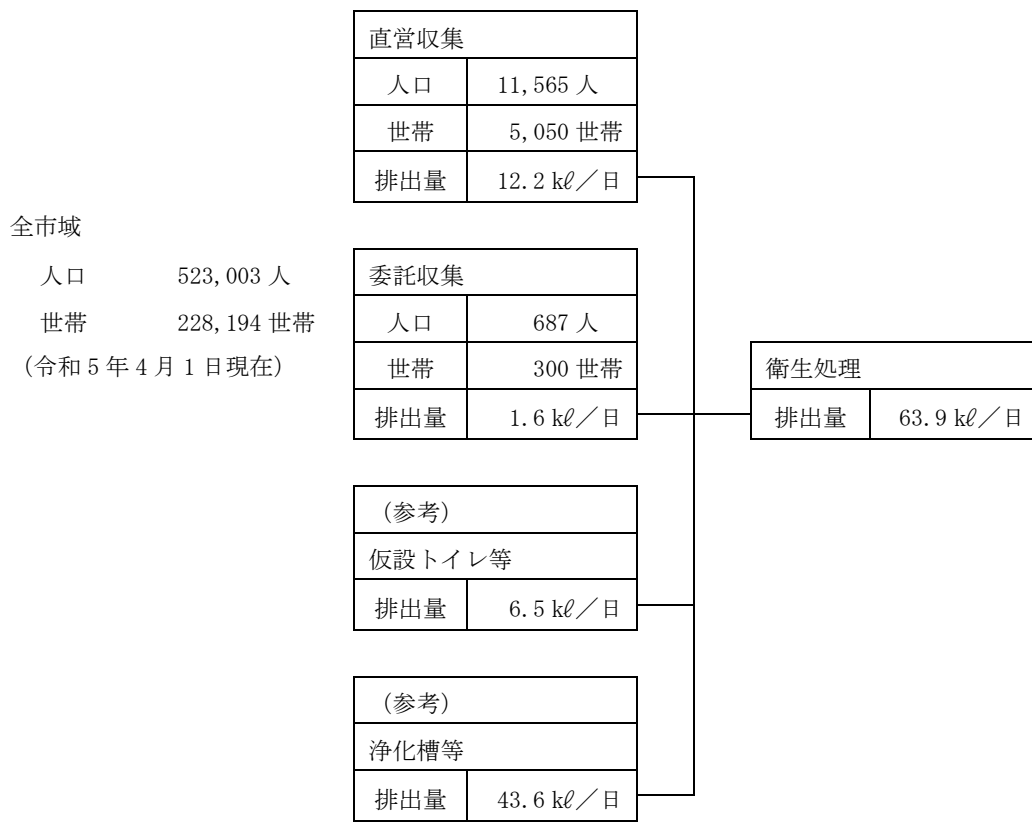 全市域
人口 523,003 人
世帯 228,194 世帯
（令和 5 年 4 月 1 日現在）
直営収集
人口 11,565 人
世帯 5,050 世帯
排出量 12.2 kℓ／日
委託収集
人口 687 人
世帯 300 世帯
排出量 1.6 kℓ／日
（参考）
仮設トイレ等
排出量 6.5 kℓ／日
（参考）
浄化槽等
排出量 43.6 kℓ／日
衛生処理
排出量 63.9 kℓ／日